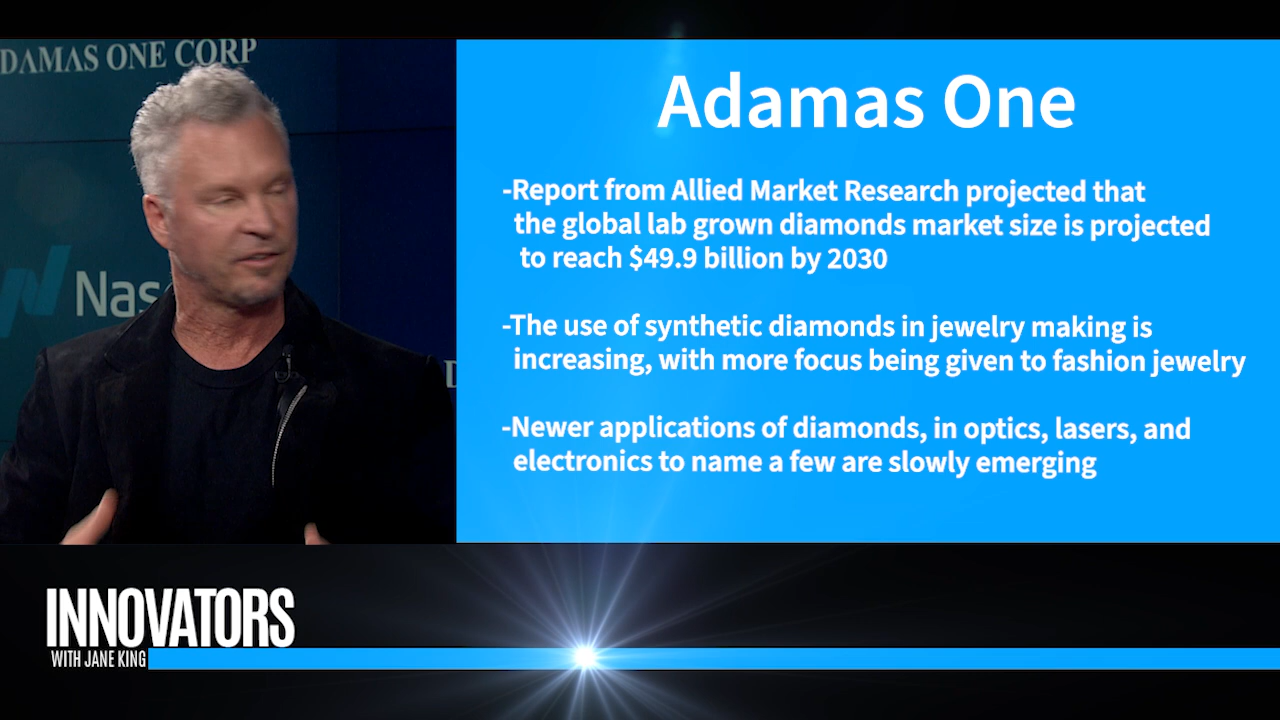 DAMAS ONE CORP
Adamas One
-Report from Allied Market Research projected that
the global lab grown diamonds market size is projected
to reach $49.9 billion by 2030
Nas
-The use of synthetic diamonds in jewelry making is
increasing, with more focus being given to fashion jewelry
D
-Newer applications of diamonds, in optics, lasers, and
electronics to name a few are slowly emerging
INNOVATORS
WITH JANE KING